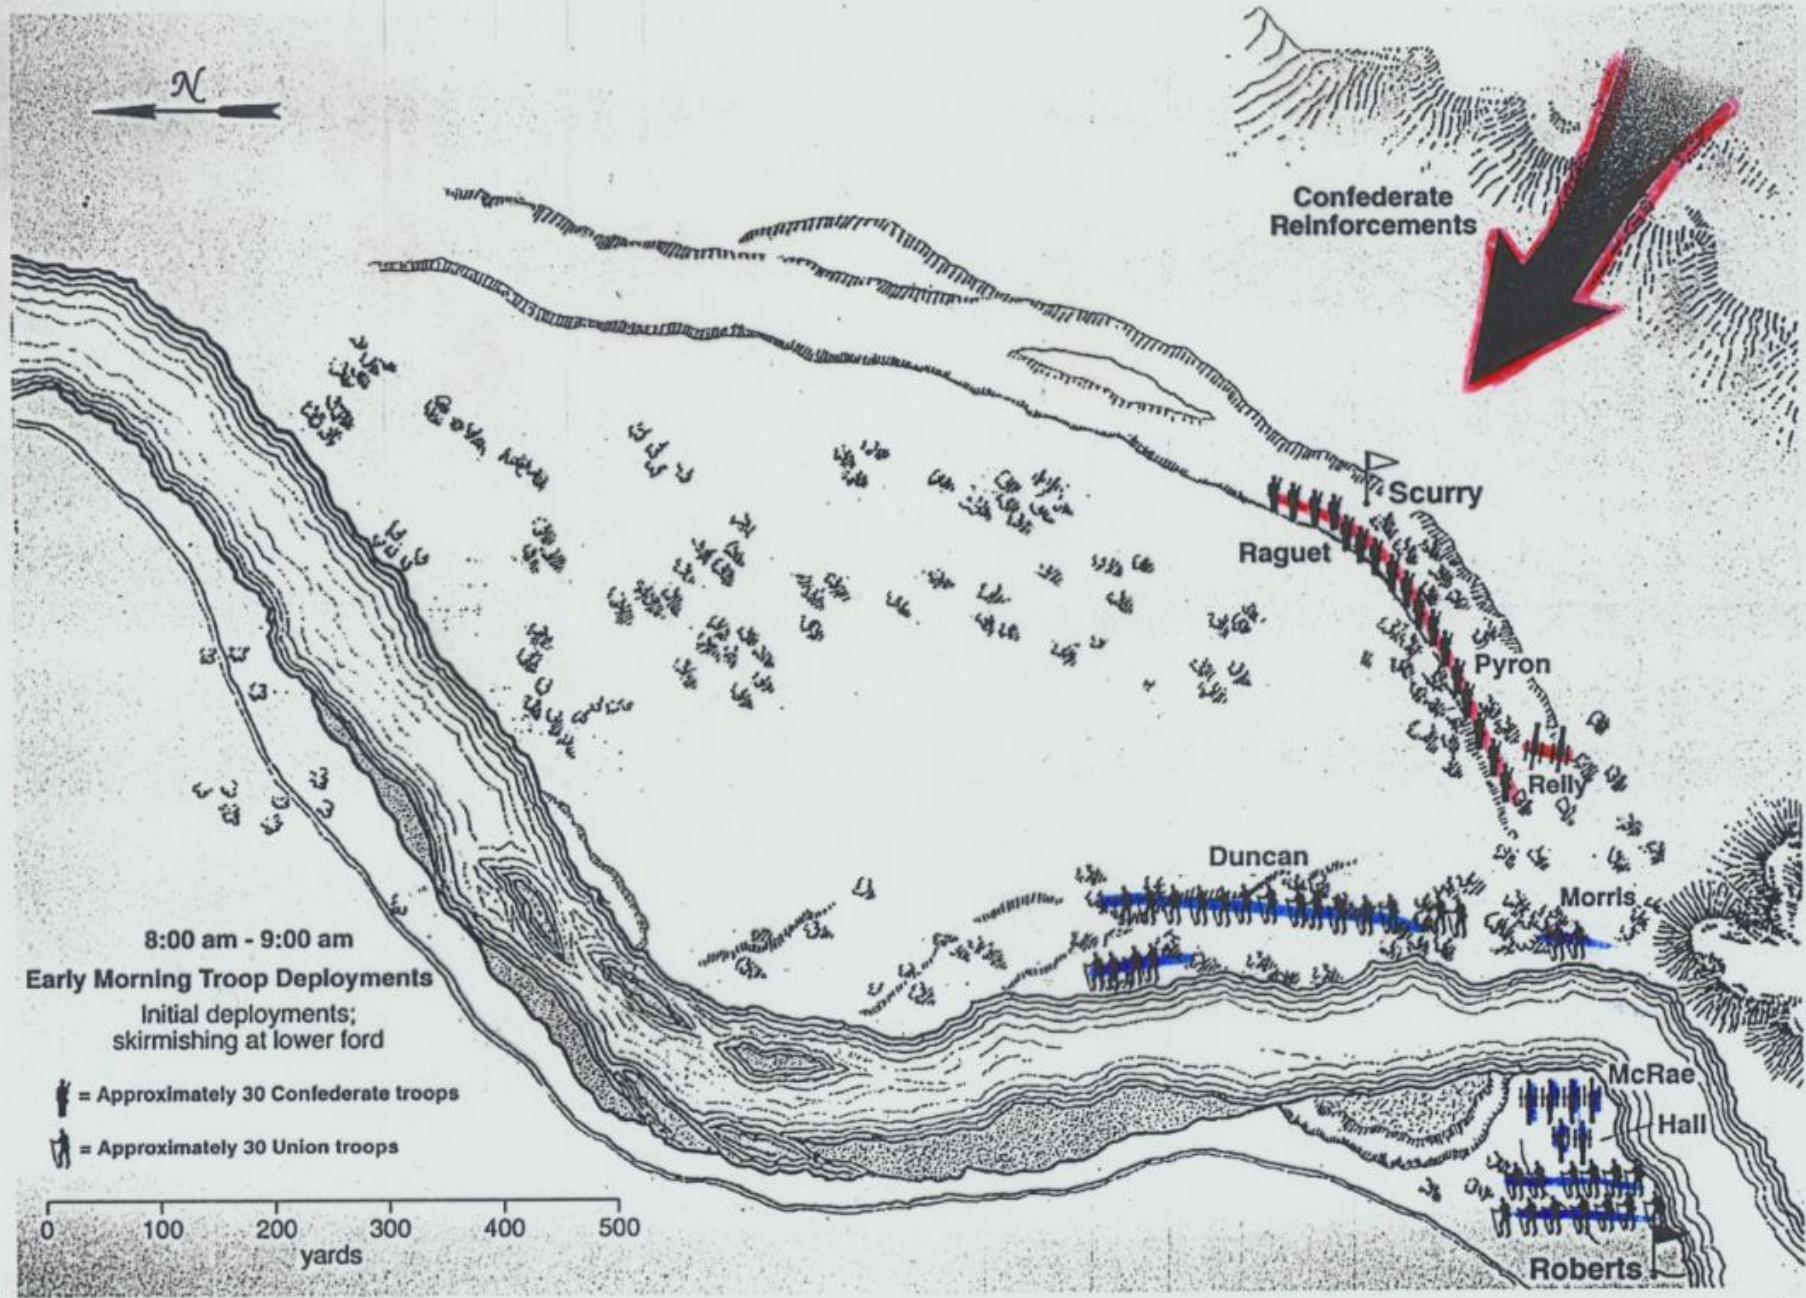 N
Confederate
Reinforcements
Scurry
Raguet
Pyron
Relly
Duncan
Morris
8:00 am - 9:00 am
Early Morning Troop Deployments
Initial deployments;
skirmishing at lower ford
= Approximately 30 Confederate troops
= Approximately 30 Union troops
0 100 200 300 400 500
yards
McRae
Hall
Roberts